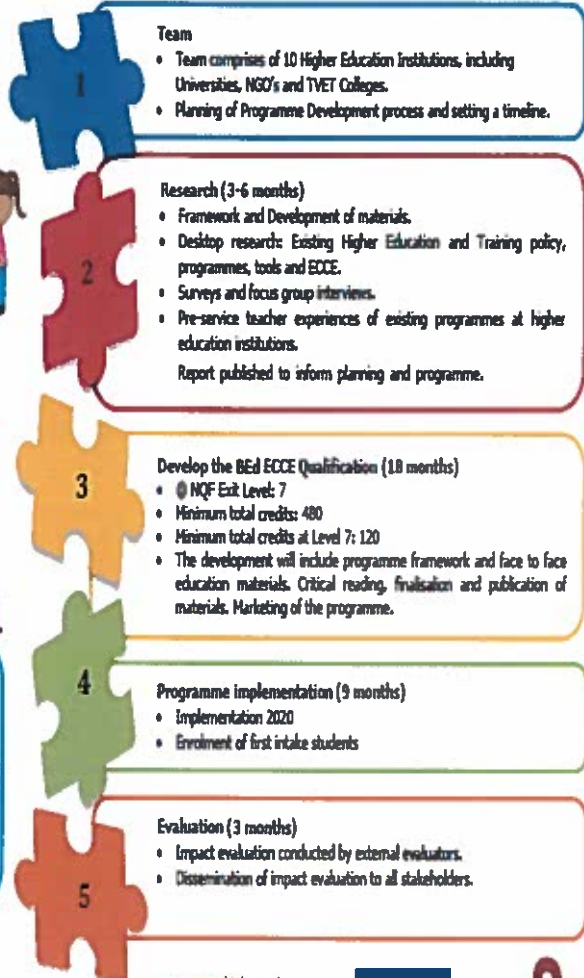 1
Team
• Team comprises of 10 Higher Education Institutions, including
Universities, NGO's and TVET Colleges.
• Planning of Programme Development process and setting a timeline.
2
Research (3-6 months)
• Framework and Development of materials.
• Desktop research: Existing Higher Education and Training policy,
programmes, tools and ECCE.
• Surveys and focus group interviews.
• Pre-service teacher experiences of existing programmes at higher
education institutions.
Report published to inform planning and programme.
3
Develop the BEd ECCE Qualification (18 months)
• @ NQF Exit Level: 7
• Minimum total credits: 480
• Minimum total credits at Level 7: 120
• The development will include programme framework and face to face
education materials. Critical reading, finalisation and publication of
materials. Marketing of the programme.
4
Programme implementation (9 months)
• Implementation 2020
• Enrolment of first intake students
5
Evaluation (3 months)
• Impact evaluation conducted by external evaluators.
• Dissemination of impact evaluation to all stakeholders.